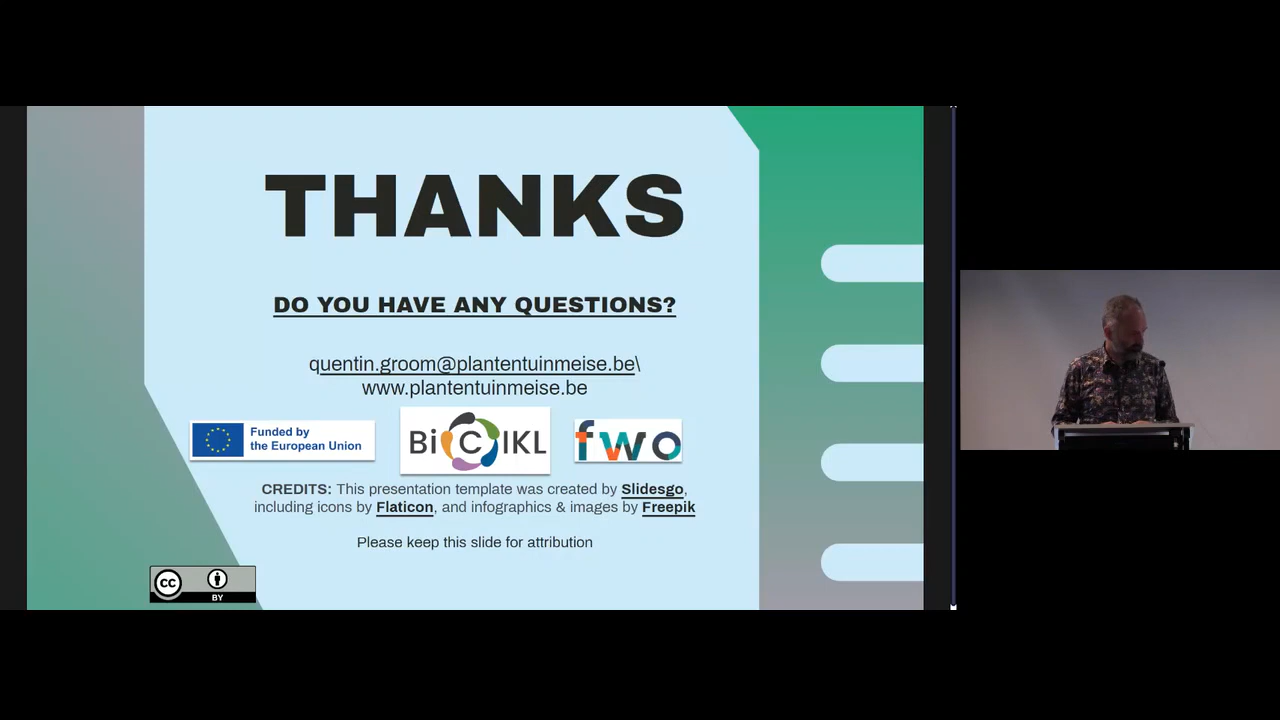 THANKS
DO YOU HAVE ANY QUESTIONS?
quentin.groom@plantentuinmeise.be\
www.plantentuinmeise.be
Funded by
the European Union
BiCIKL
fwo
CREDITS: This presentation template was created by Slidesgo,
including icons by Flaticon, and infographics & images by Freepik
Please keep this slide for attribution
CC
BY